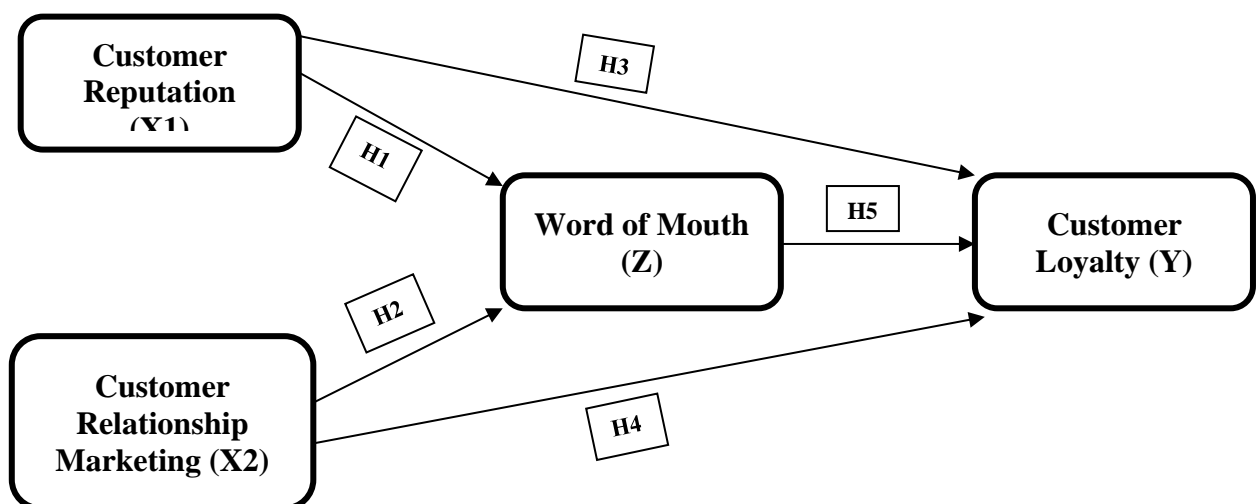 Customer
Reputation
(X1)
H3
H1
Word of Mouth
(Z)
H5
Customer
Loyalty (Y)
H2
Customer
Relationship
Marketing (X2)
H4